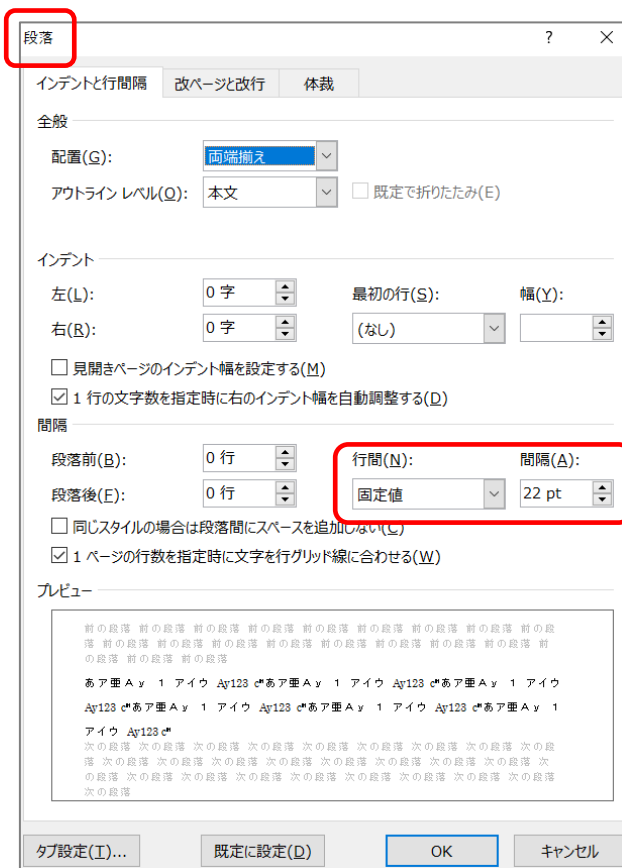 段落 ? ×
インデントと行間隔 改ページと改行 体裁
全般
配置(G): 両端揃え
アウトライン レベル(O): 本文 既定で折りたたみ(E)
インデント
左(L): 0 字 最初の行(S): 幅(Y):
右(R): 0 字 (なし)
見開きページのインデント幅を設定する(M)
1 行の文字数を指定時に右のインデント幅を自動調整する(D)
間隔
段落前(B): 0 行 行間(N): 間隔(A):
段落後(F): 0 行 固定値 22 pt
同じスタイルの場合は段落間にスペースを追加しない(C)
1 ページの行数を指定時に文字を行グリッド線に合わせる(W)
プレビュー
前の段落 前の段落 前の段落 前の段落 前の段落 前の段落 前の段落 前の段落 前の段
落 前の段落 前の段落 前の段落 前の段落 前の段落 前の段落 前の段落 前の段落 前
の段落 前の段落 前の段落
あア亜Ａｙ １ アイウ Ay123 c#あア亜Ａｙ １ アイウ Ay123 c#あア亜Ａｙ １ アイウ
Ay123 c#あア亜Ａｙ １ アイウ Ay123 c#あア亜Ａｙ １ アイウ Ay123 c#あア亜Ａｙ １
アイウ Ay123 c#
次の段落 次の段落 次の段落 次の段落 次の段落 次の段落 次の段落 次の段落 次の段
落 次の段落 次の段落 次の段落 次の段落 次の段落 次の段落 次の段落 次の段落 次
の段落 次の段落 次の段落 次の段落 次の段落 次の段落 次の段落 次の段落 次の段落
次の段落
タブ設定(T)... 既定に設定(D) OK キャンセル